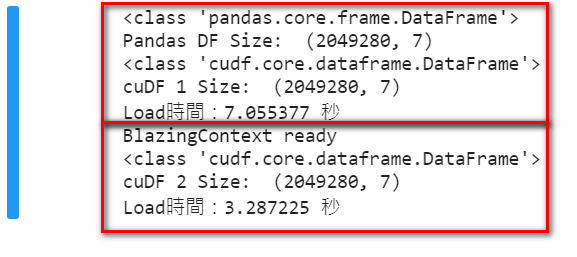 <class 'pandas.core.frame.DataFrame'>
Pandas DF Size:  (2049280, 7)
<class 'cudf.core.dataframe.DataFrame'>
cuDF 1 Size:  (2049280, 7)
Load時間：7.055377 秒
BlazingContext ready
<class 'cudf.core.dataframe.DataFrame'>
cuDF 2 Size:  (2049280, 7)
Load時間：3.287225 秒